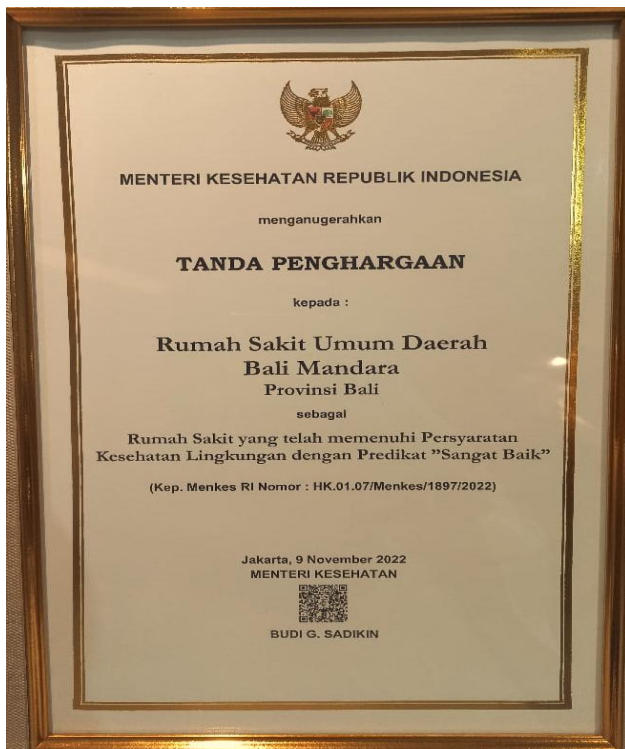 MENTERI KESEHATAN REPUBLIK INDONESIA
menganugerahkan
TANDA PENGHARGAAN
kepada :
Rumah Sakit Umum Daerah
Bali Mandara
Provinsi Bali
sebagai
Rumah Sakit yang telah memenuhi Persyaratan
Kesehatan Lingkungan dengan Predikat ”Sangat Baik”
(Kep. Menkes RI Nomor : HK.01.07/Menkes/1897/2022)
Jakarta, 9 November 2022
MENTERI KESEHATAN
BUDI G. SADIKIN